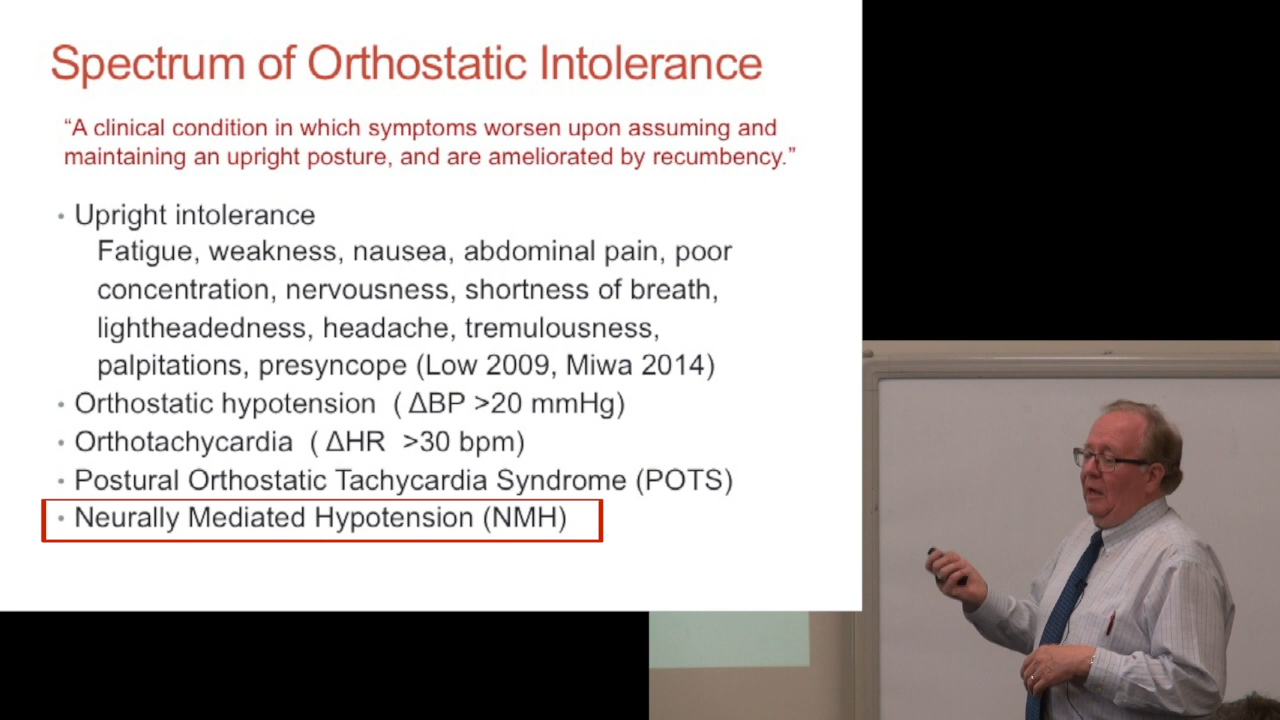 Spectrum of Orthostatic Intolerance
“A clinical condition in which symptoms worsen upon assuming and
maintaining an upright posture, and are ameliorated by recumbency.”
• Upright intolerance
Fatigue, weakness, nausea, abdominal pain, poor
concentration, nervousness, shortness of breath,
lightheadedness, headache, tremulousness,
palpitations, presyncope (Low 2009, Miwa 2014)
• Orthostatic hypotension ( ΔBP >20 mmHg)
• Orthotachycardia ( ΔHR >30 bpm)
• Postural Orthostatic Tachycardia Syndrome (POTS)
• Neurally Mediated Hypotension (NMH)